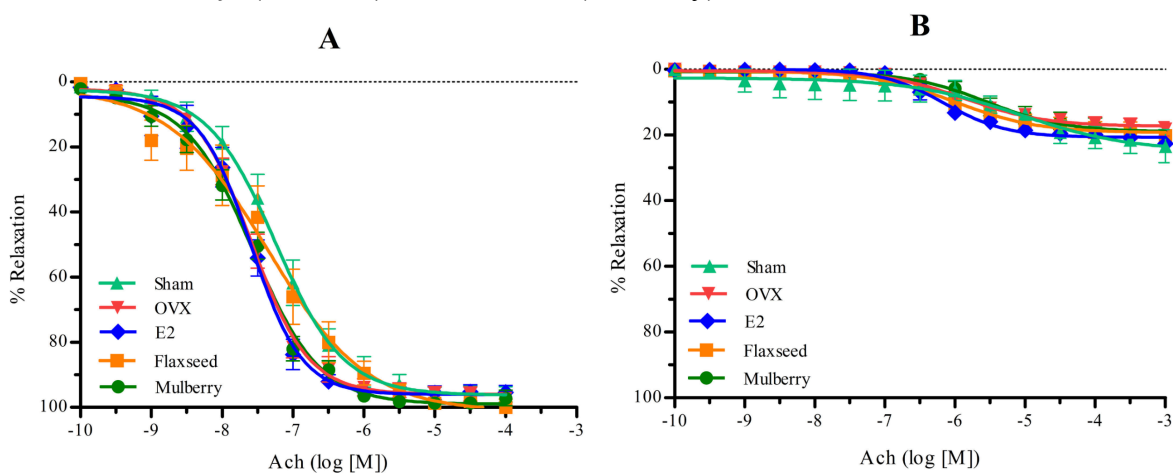 A
% Relaxation
0
20
40
60
80
100
Sham
OVX
E2
Flaxseed
Mulberry
-10
-9
-8
-7
-6
-5
-4
-3
Ach (log [M])
B
% Relaxation
0
20
40
60
80
100
Sham
OVX
E2
Flaxseed
Mulberry
-10
-9
-8
-7
-6
-5
-4
-3
Ach (log [M])